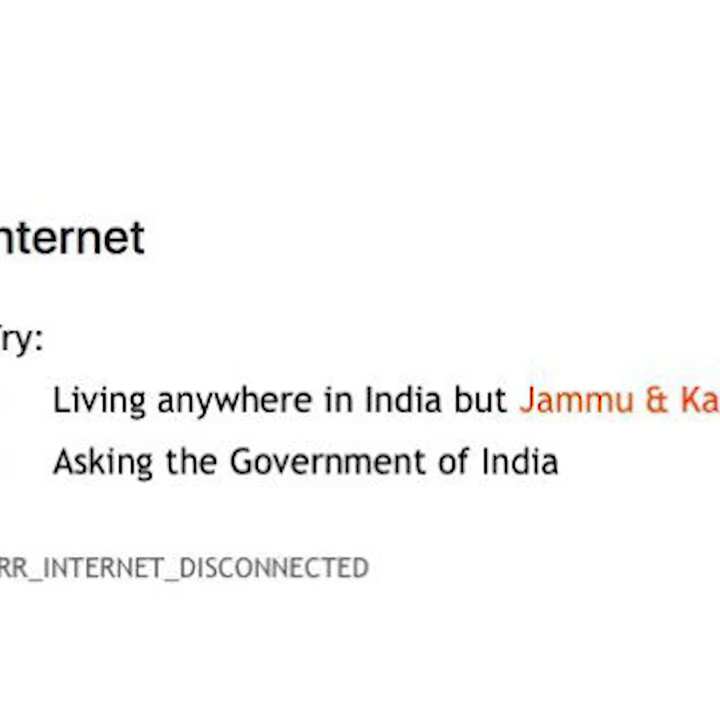 nternet
ry:
Living anywhere in India but Jammu & Ka
Asking the Government of India
RR_INTERNET_DISCONNECTED